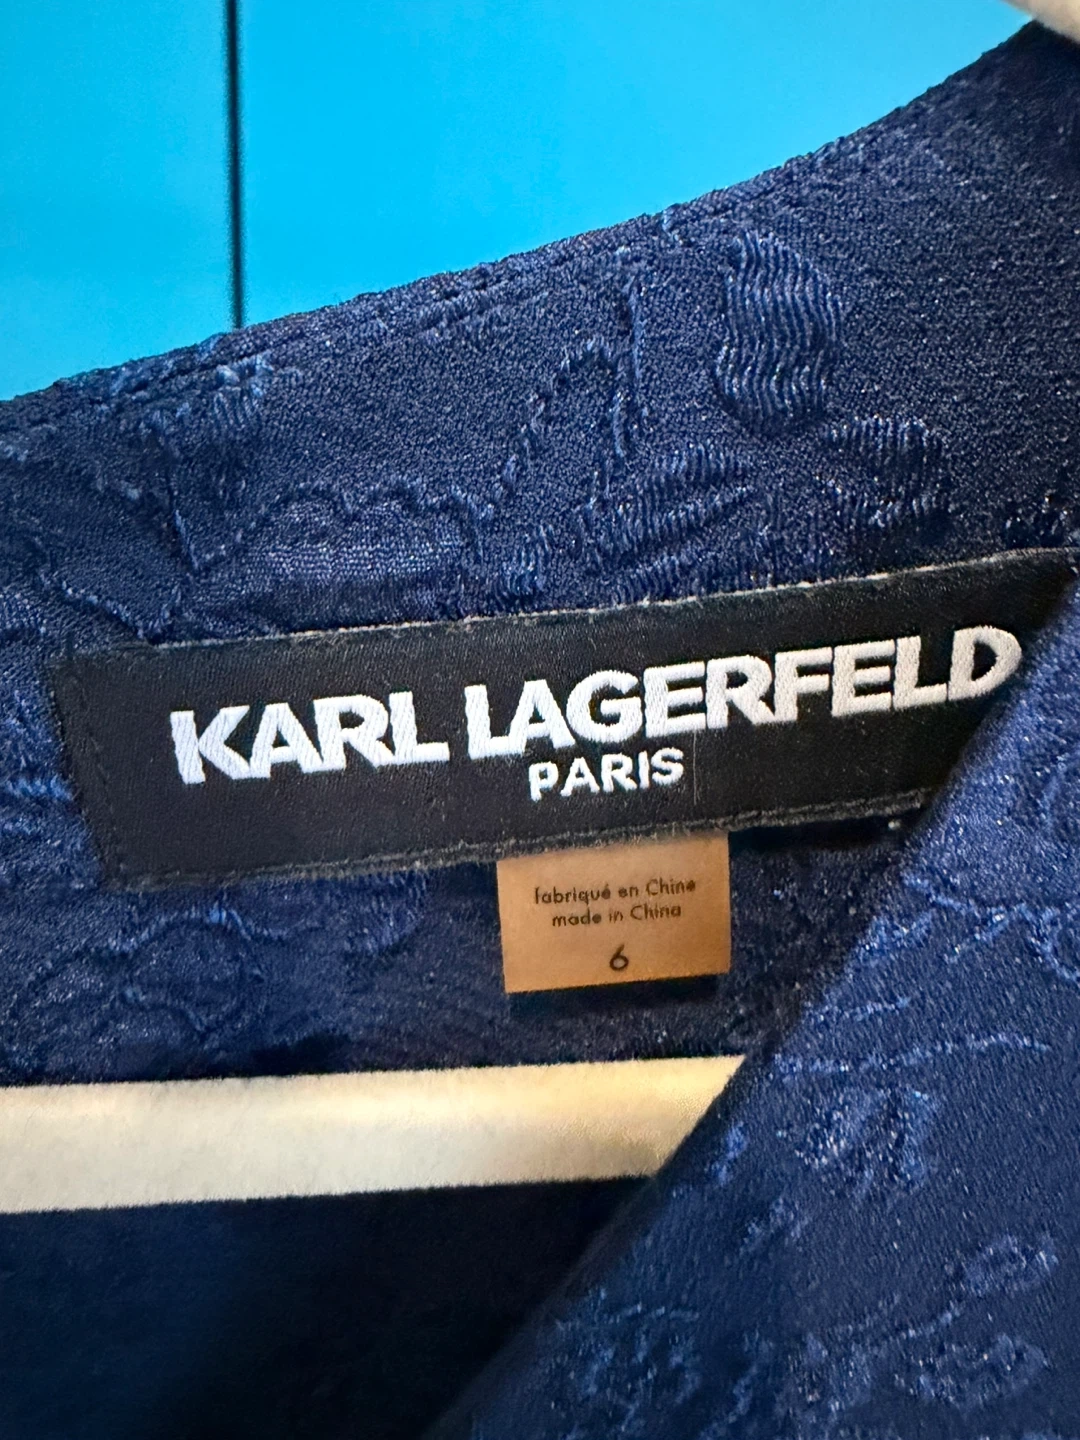 KARL LAGERFELD
PARIS
fabriqué en Chine
made in China
6